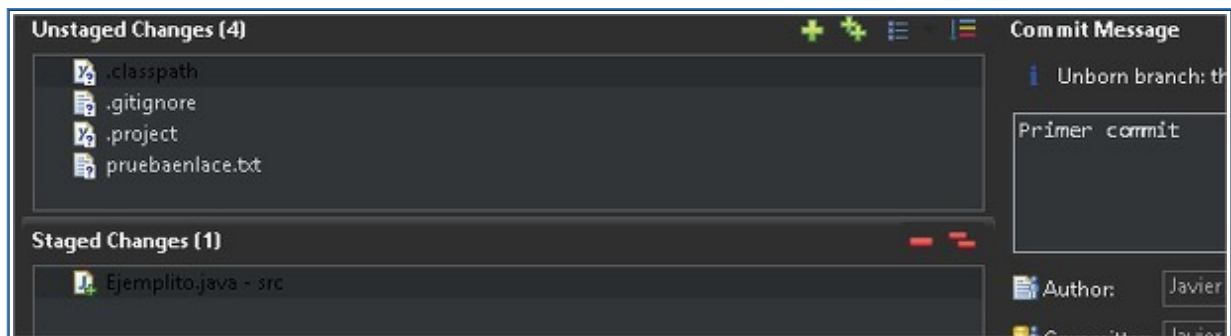 Unstaged Changes (4)
.classpath
.gitignore
.project
pruebaenlace.txt
Staged Changes (1)
Ejemplito.java - src
Commit Message
Unborn branch: th
Primer commit
Author:
Javier